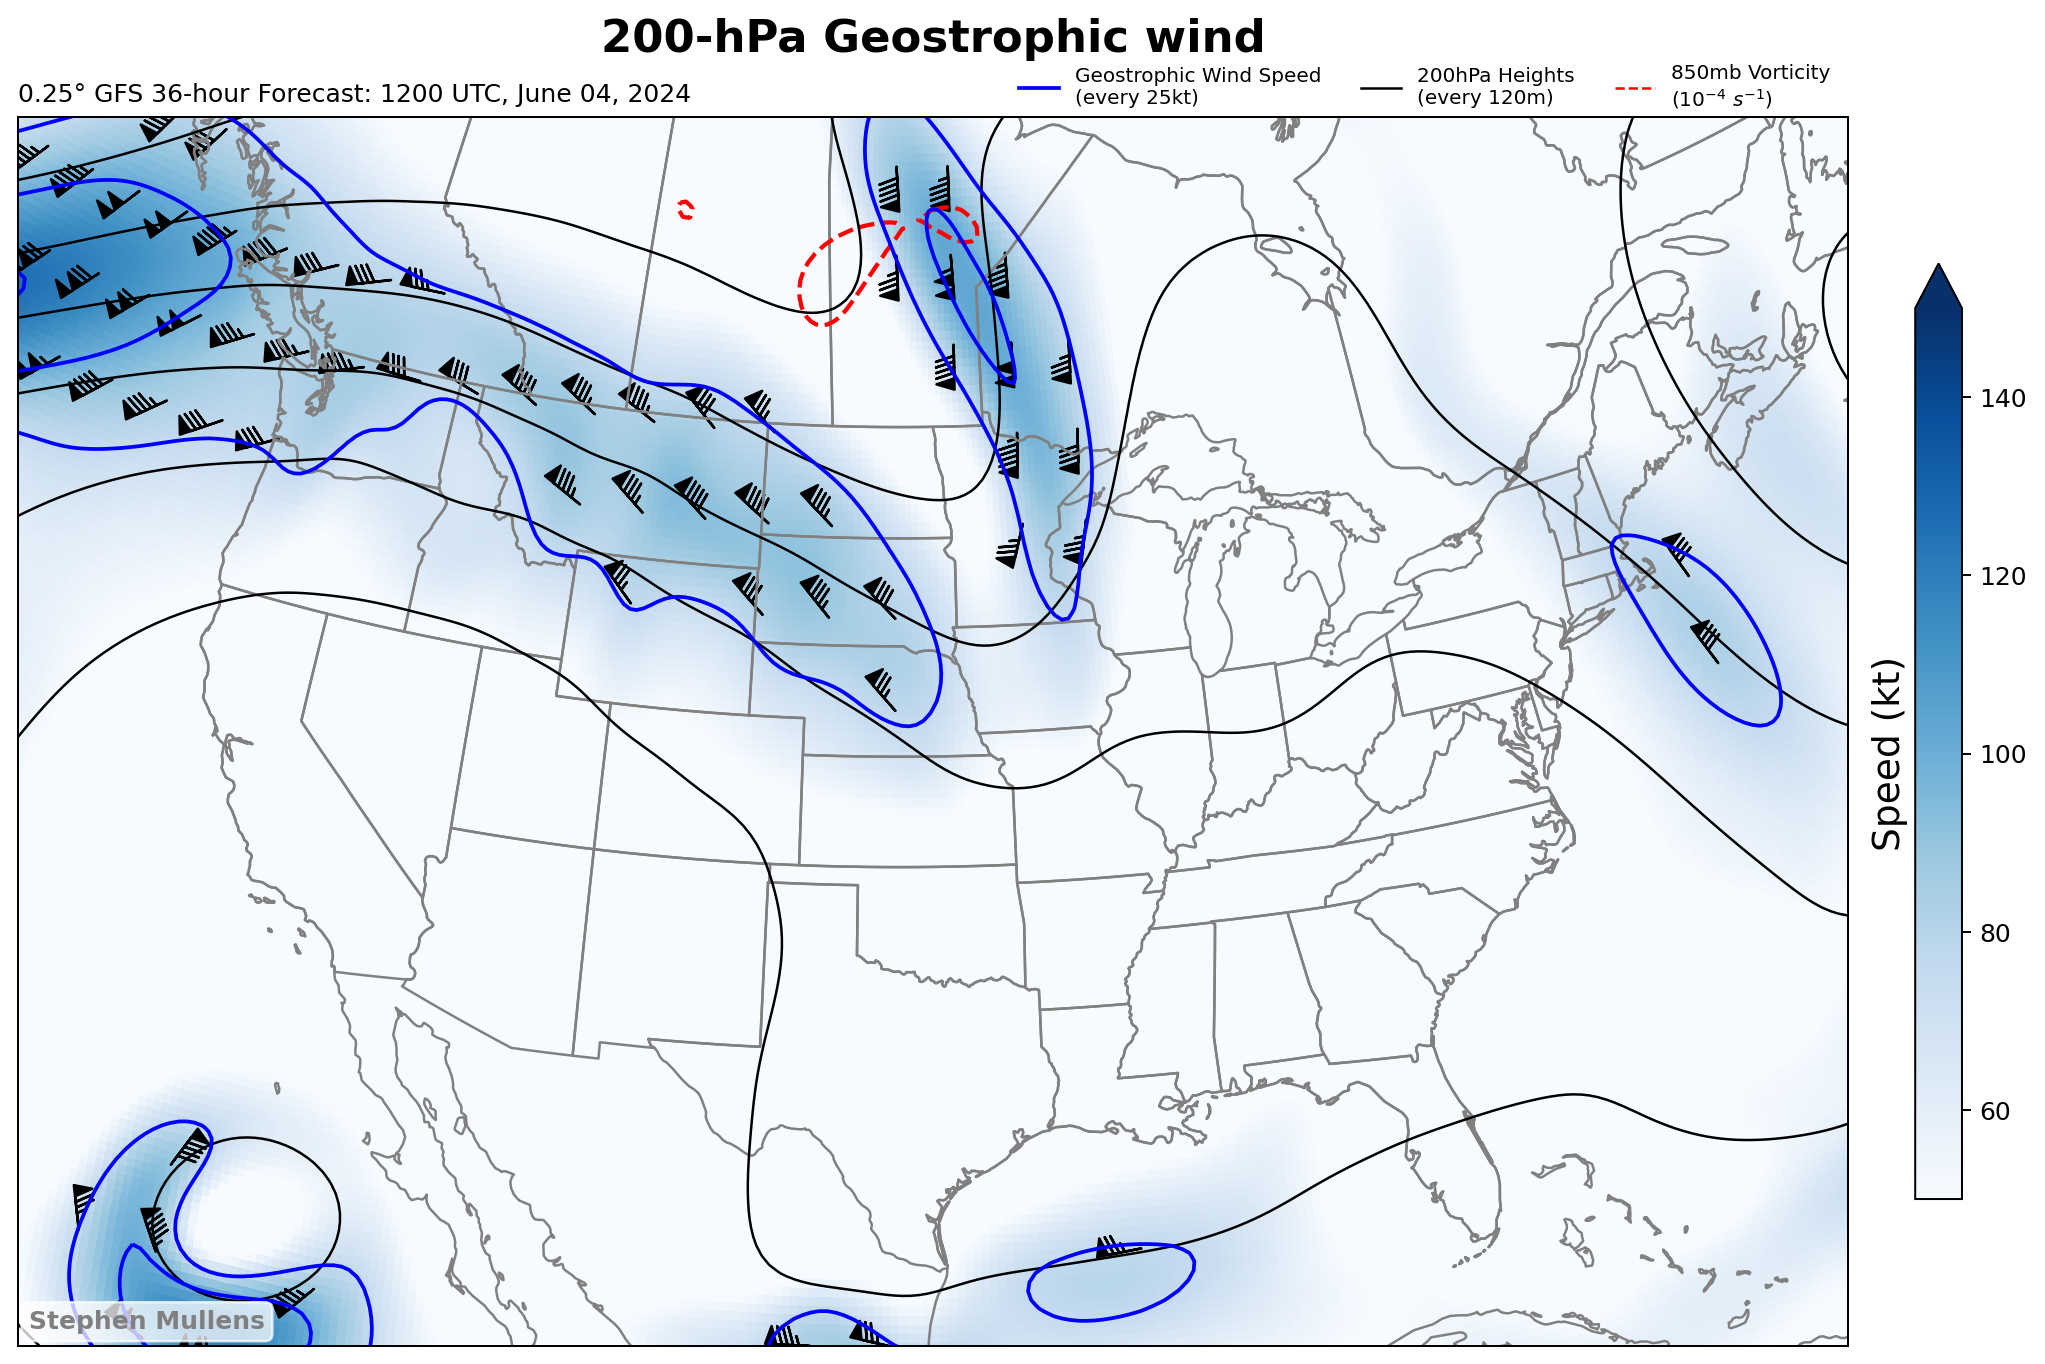 200-hPa Geostrophic wind
0.25° GFS 36-hour Forecast: 1200 UTC, June 04, 2024
Geostrophic Wind Speed
(every 25kt)
200hPa Heights
(every 120m)
850mb Vorticity
(10⁻⁴ s⁻¹)
140
120
100
80
60
Speed (kt)
Stephen Mullens